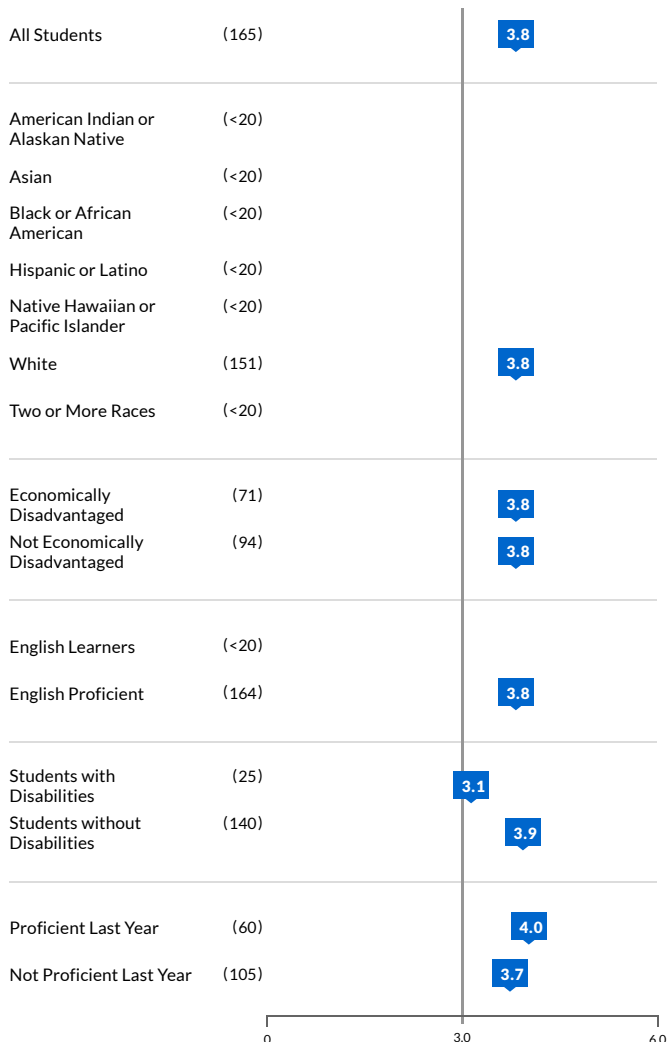 All Students (165) 3.8
American Indian or (<20)
Alaskan Native
Asian (<20)
Black or African (<20)
American
Hispanic or Latino (<20)
Native Hawaiian or (<20)
Pacific Islander
White (151) 3.8
Two or More Races (<20)
Economically (71) 3.8
Disadvantaged
Not Economically (94) 3.8
Disadvantaged
English Learners (<20)
English Proficient (164) 3.8
Students with (25) 3.1
Disabilities
Students without (140) 3.9
Disabilities
Proficient Last Year (60) 4.0
Not Proficient Last Year (105) 3.7
0 3.0 6.0